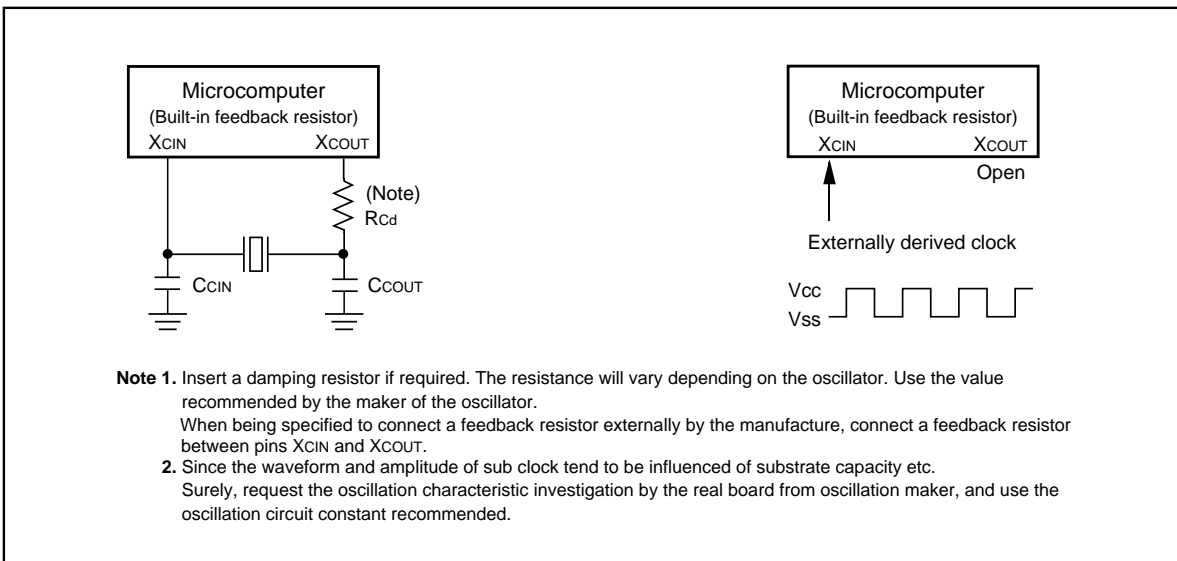 Microcomputer
(Built-in feedback resistor)
XCIN XCOUT
(Note)
RCd
CCIN CCOUT
Microcomputer
(Built-in feedback resistor)
XCIN XCOUT
Open
Externally derived clock
Vcc
Vss
Note 1. Insert a damping resistor if required. The resistance will vary depending on the oscillator. Use the value
recommended by the maker of the oscillator.
When being specified to connect a feedback resistor externally by the manufacture, connect a feedback resistor
between pins XCIN and XCOUT.
2. Since the waveform and amplitude of sub clock tend to be influenced of substrate capacity etc.
Surely, request the oscillation characteristic investigation by the real board from oscillation maker, and use the
oscillation circuit constant recommended.